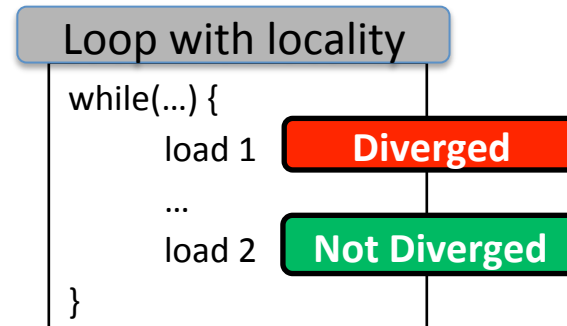 Loop with locality
while(…) {
load 1 Diverged
…
load 2 Not Diverged
}